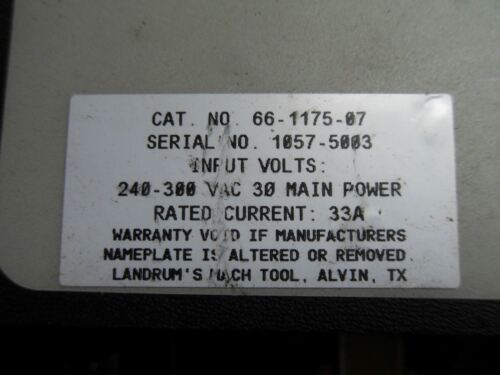 CAT. NO. 66-1175-07
SERIAL NO. 1057-5003
INPUT VOLTS:
240-300 VAC 30 MAIN POWER
RATED CURRENT: 33A
WARRANTY VOID IF MANUFACTURERS
NAMEPLATE IS ALTERED OR REMOVED.
LANDRUM'S MACH TOOL, ALVIN, TX